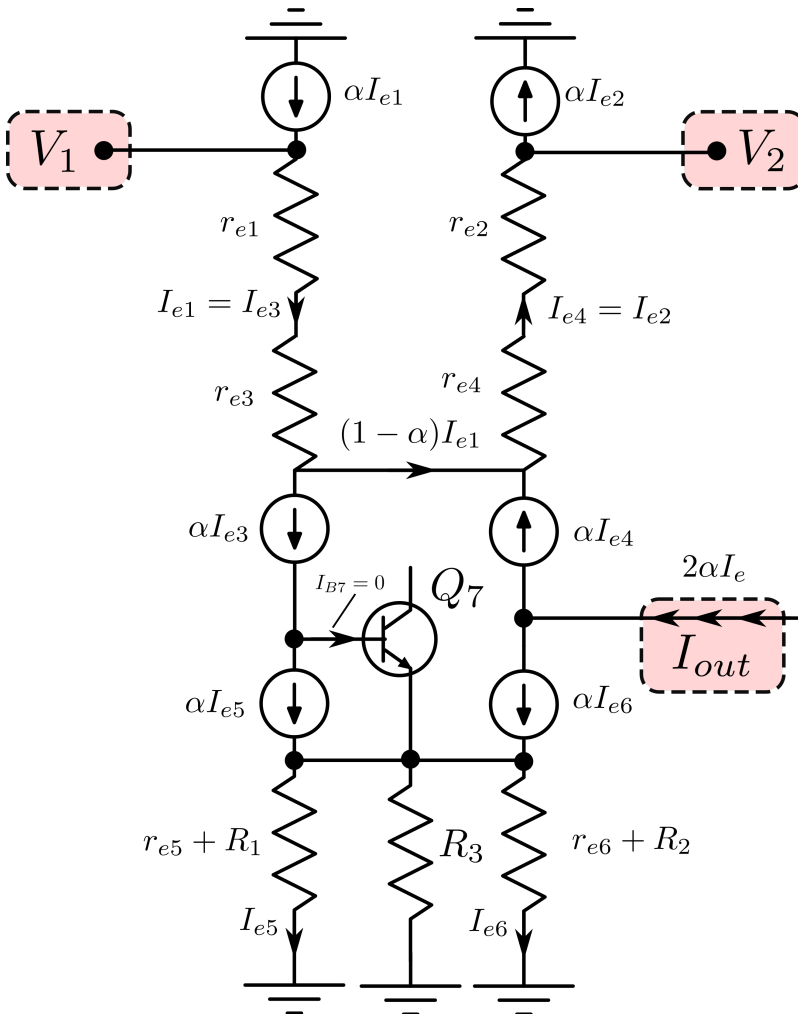 αI_{e1}
αI_{e2}
V_1
V_2
r_{e1}
r_{e2}
I_{e1} = I_{e3}
I_{e4} = I_{e2}
r_{e3}
r_{e4}
(1 − α)I_{e1}
αI_{e3}
αI_{e4}
I_{B7} = 0
Q_7
2αI_e
I_{out}
αI_{e5}
αI_{e6}
r_{e5} + R_1
R_3
r_{e6} + R_2
I_{e5}
I_{e6}